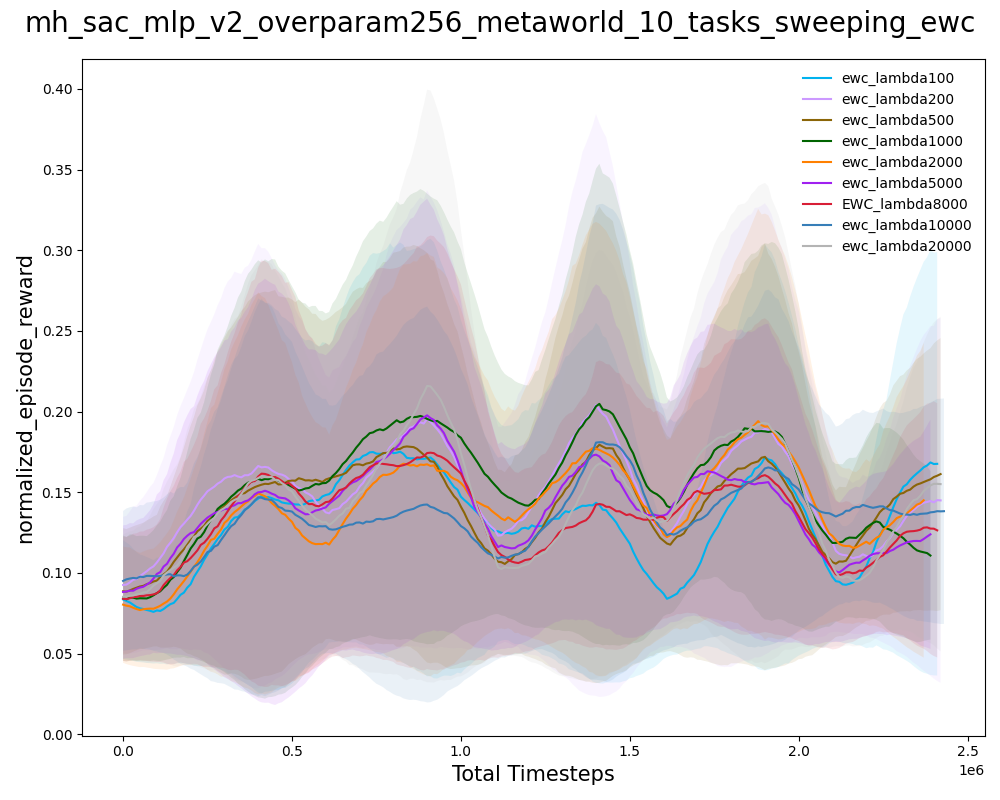 mh_sac_mlp_v2_overparam256_metaworld_10_tasks_sweeping_ewc
ewc_lambda100
ewc_lambda200
ewc_lambda500
ewc_lambda1000
ewc_lambda2000
ewc_lambda5000
EWC_lambda8000
ewc_lambda10000
ewc_lambda20000
normalized_episode_reward
0.40
0.35
0.30
0.25
0.20
0.15
0.10
0.05
0.00
0.0 0.5 1.0 1.5 2.0 2.5
1e6
Total Timesteps